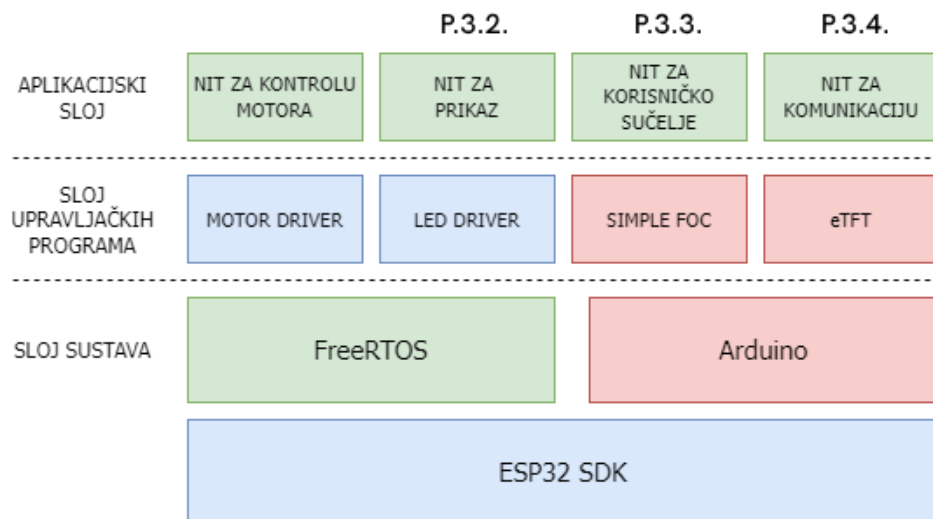 P.3.2.
P.3.3.
P.3.4.
APLIKACIJSKI
SLOJ
NIT ZA KONTROLU
MOTORA
NIT ZA
PRIKAZ
NIT ZA
KORISNIČKO
SUČELJE
NIT ZA
KOMUNIKACIJU
SLOJ
UPRAVLJAČKIH
PROGRAMA
MOTOR DRIVER
LED DRIVER
SIMPLE FOC
eTFT
SLOJ SUSTAVA
FreeRTOS
Arduino
ESP32 SDK